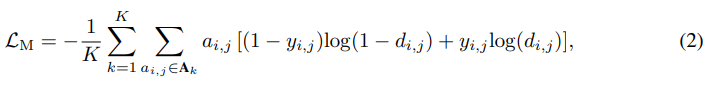 $$\mathcal{L}_{\mathrm{M}} = -\frac{1}{K} \sum_{k=1}^{K} \sum_{a_{i,j} \in \mathbf{A}_k} a_{i,j} \left[ (1 - y_{i,j}) \log(1 - d_{i,j}) + y_{i,j} \log(d_{i,j}) \right], \quad (2)$$